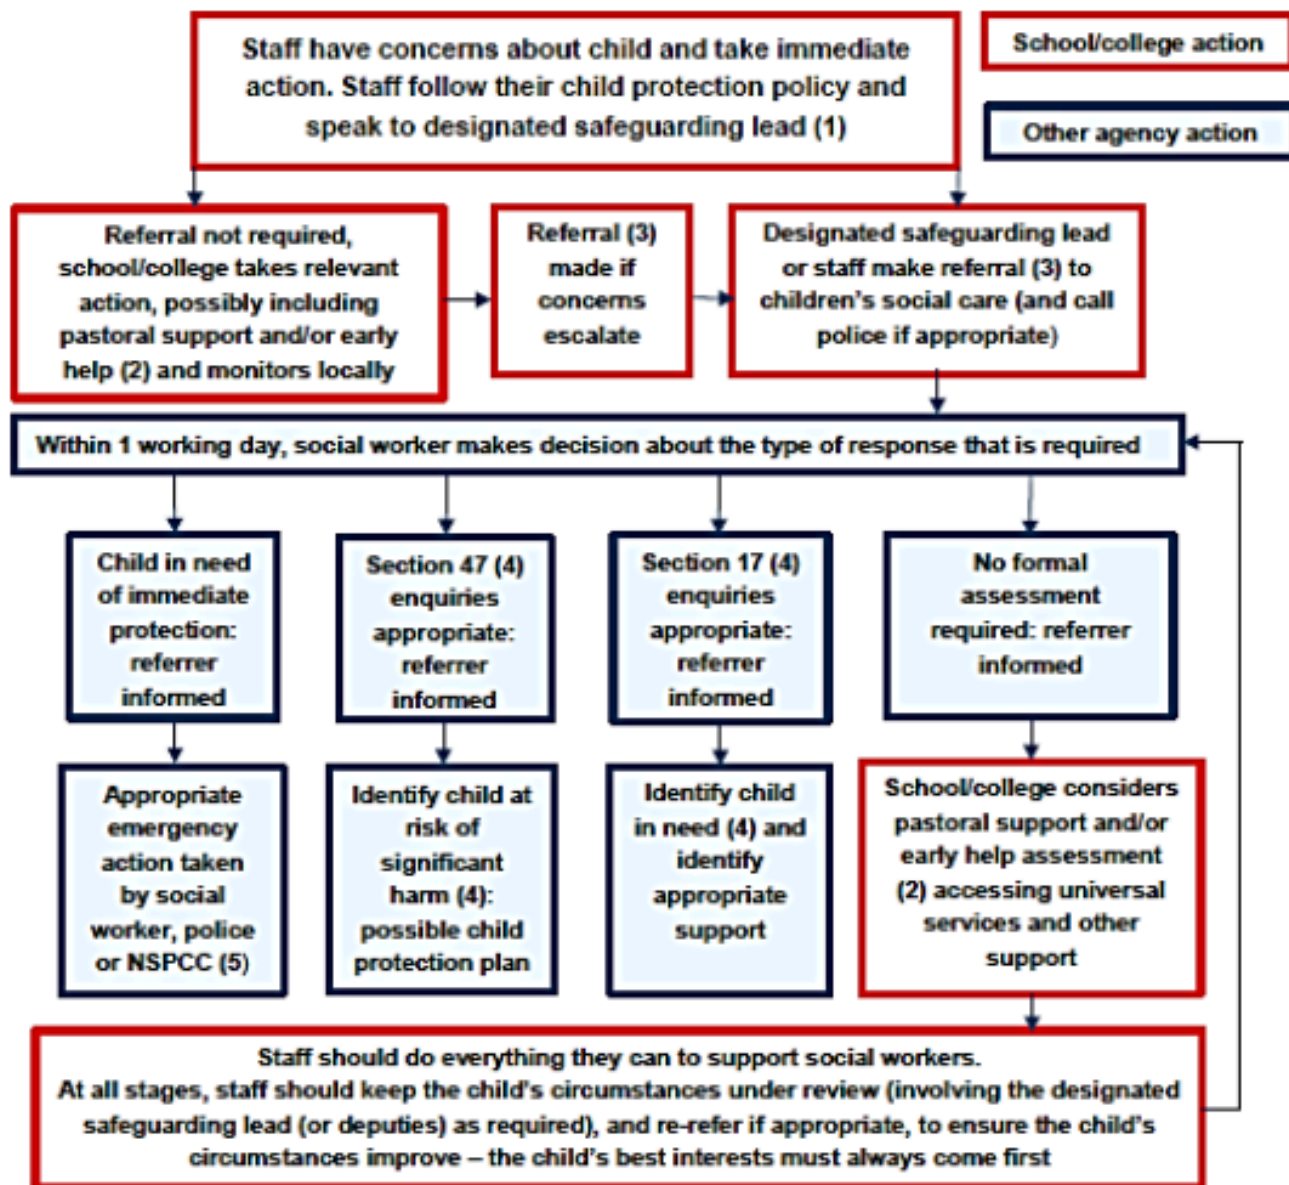 Staff have concerns about child and take immediate
action. Staff follow their child protection policy and
speak to designated safeguarding lead (1)
School/college action
Other agency action
Referral not required,
school/college takes relevant
action, possibly including
pastoral support and/or early
help (2) and monitors locally
Referral (3)
made if
concerns
escalate
Designated safeguarding lead
or staff make referral (3) to
children's social care (and call
police if appropriate)
Within 1 working day, social worker makes decision about the type of response that is required
Child in need
of immediate
protection:
referrer
informed
Section 47 (4)
enquiries
appropriate:
referrer
informed
Section 17 (4)
enquiries
appropriate:
referrer
informed
No formal
assessment
required: referrer
informed
Appropriate
emergency
action taken
by social
worker, police
or NSPCC (5)
Identify child at
risk of
significant
harm (4):
possible child
protection plan
Identify child
in need (4) and
identify
appropriate
support
School/college considers
pastoral support and/or
early help assessment
(2) accessing universal
services and other
support
Staff should do everything they can to support social workers.
At all stages, staff should keep the child's circumstances under review (involving the designated
safeguarding lead (or deputies) as required), and re-refer if appropriate, to ensure the child's
circumstances improve – the child's best interests must always come first